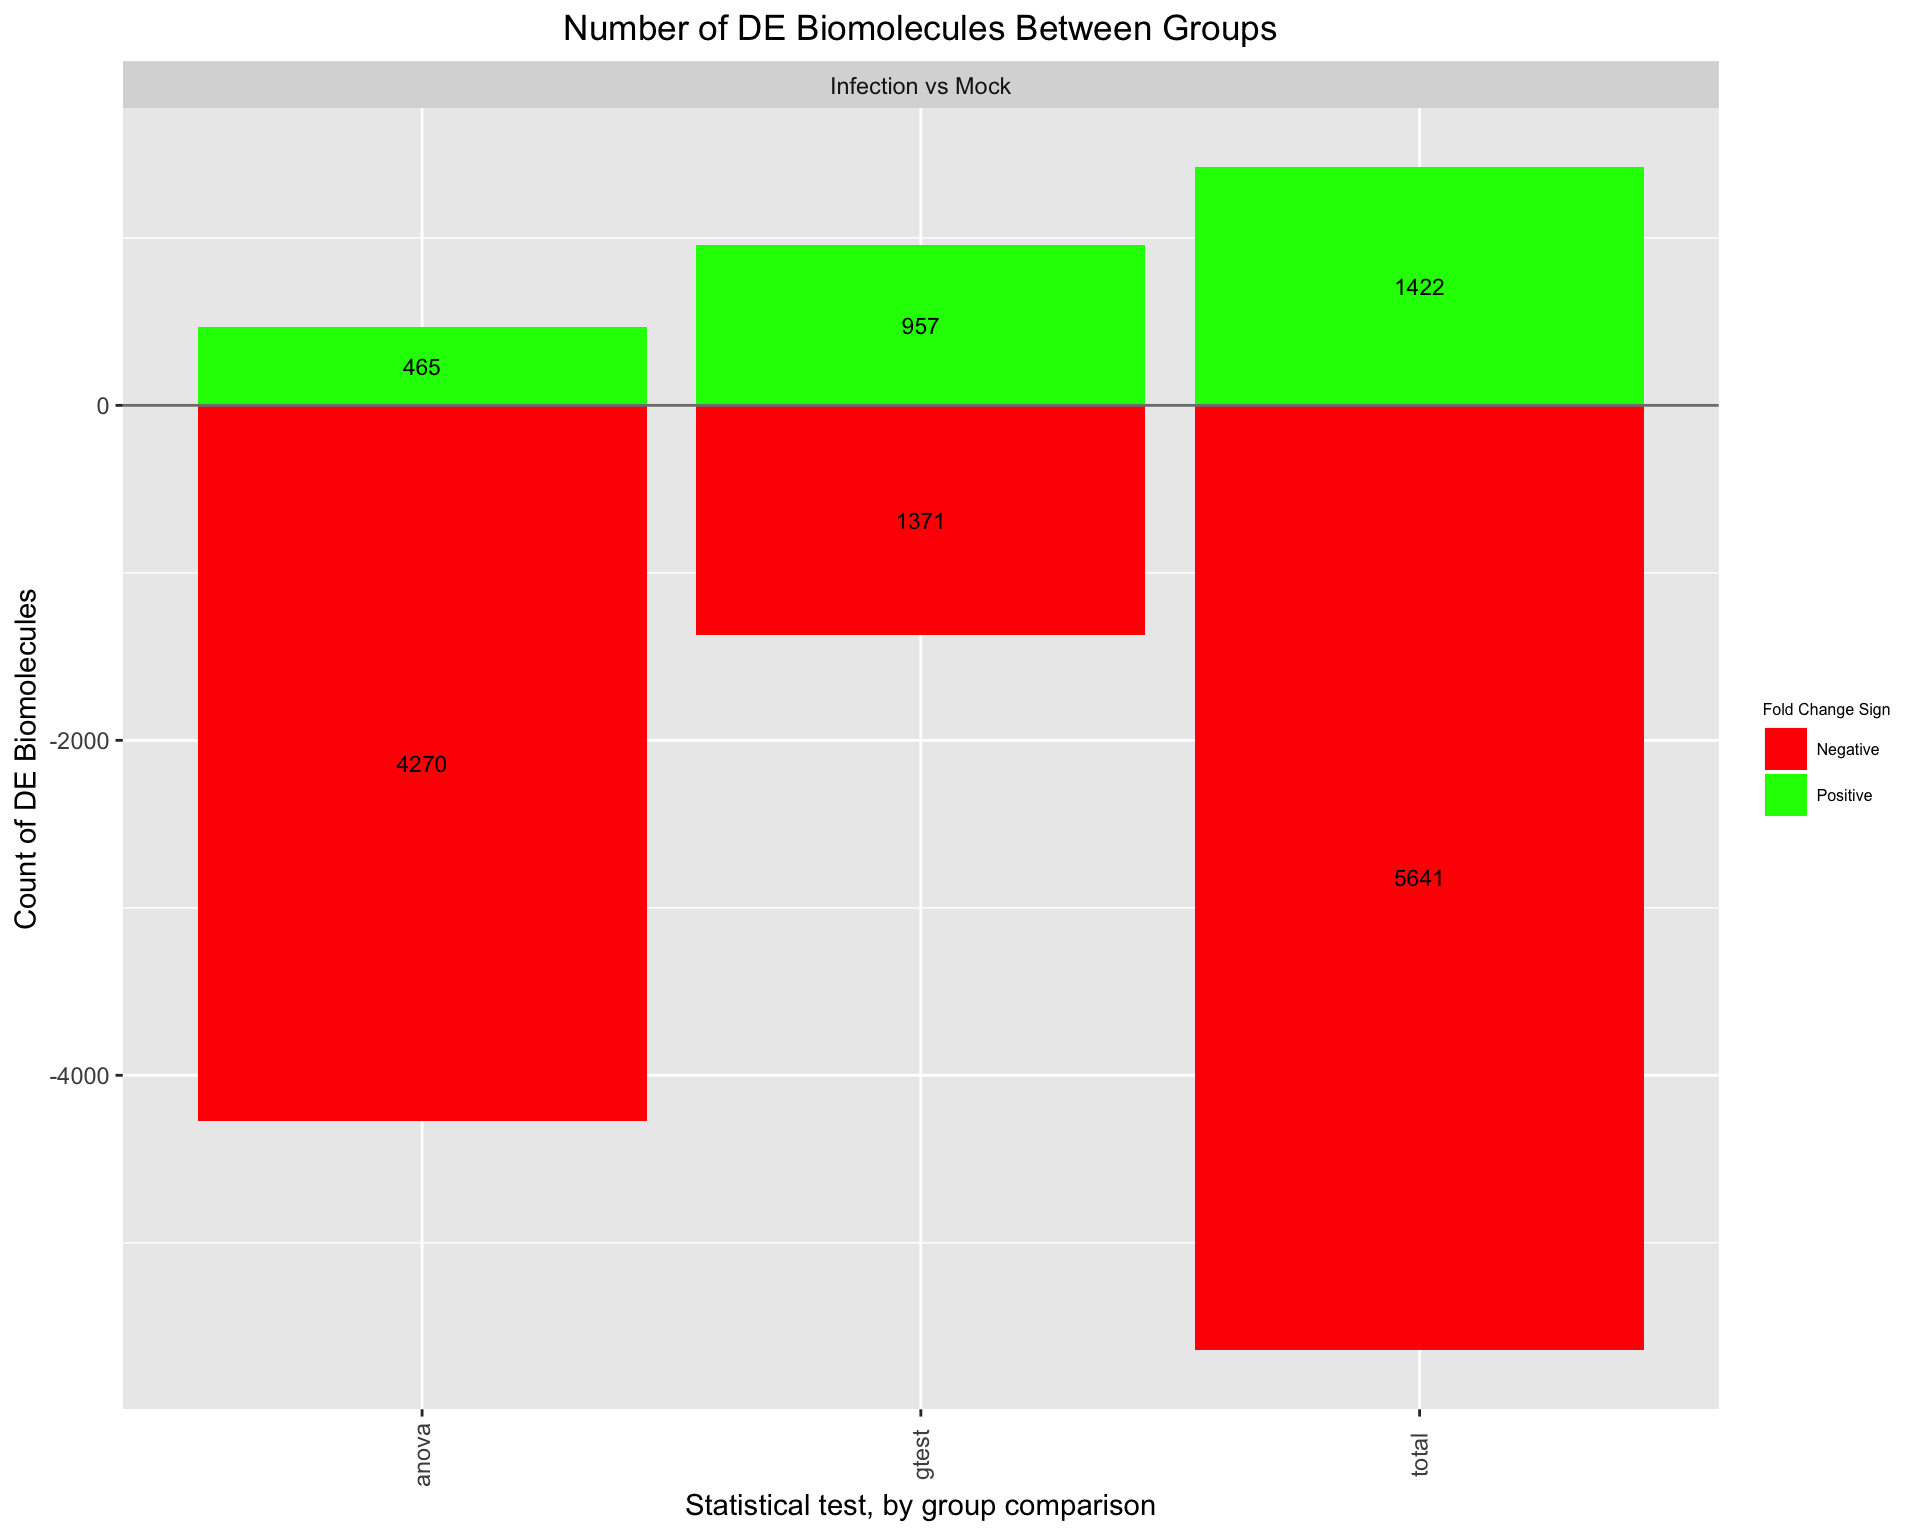 Number of DE Biomolecules Between Groups
Infection vs Mock
1422
957
465
0
1371
-2000
4270
5641
-4000
Count of DE Biomolecules
anova
gtest
total
Statistical test, by group comparison
Fold Change Sign
Negative
Positive